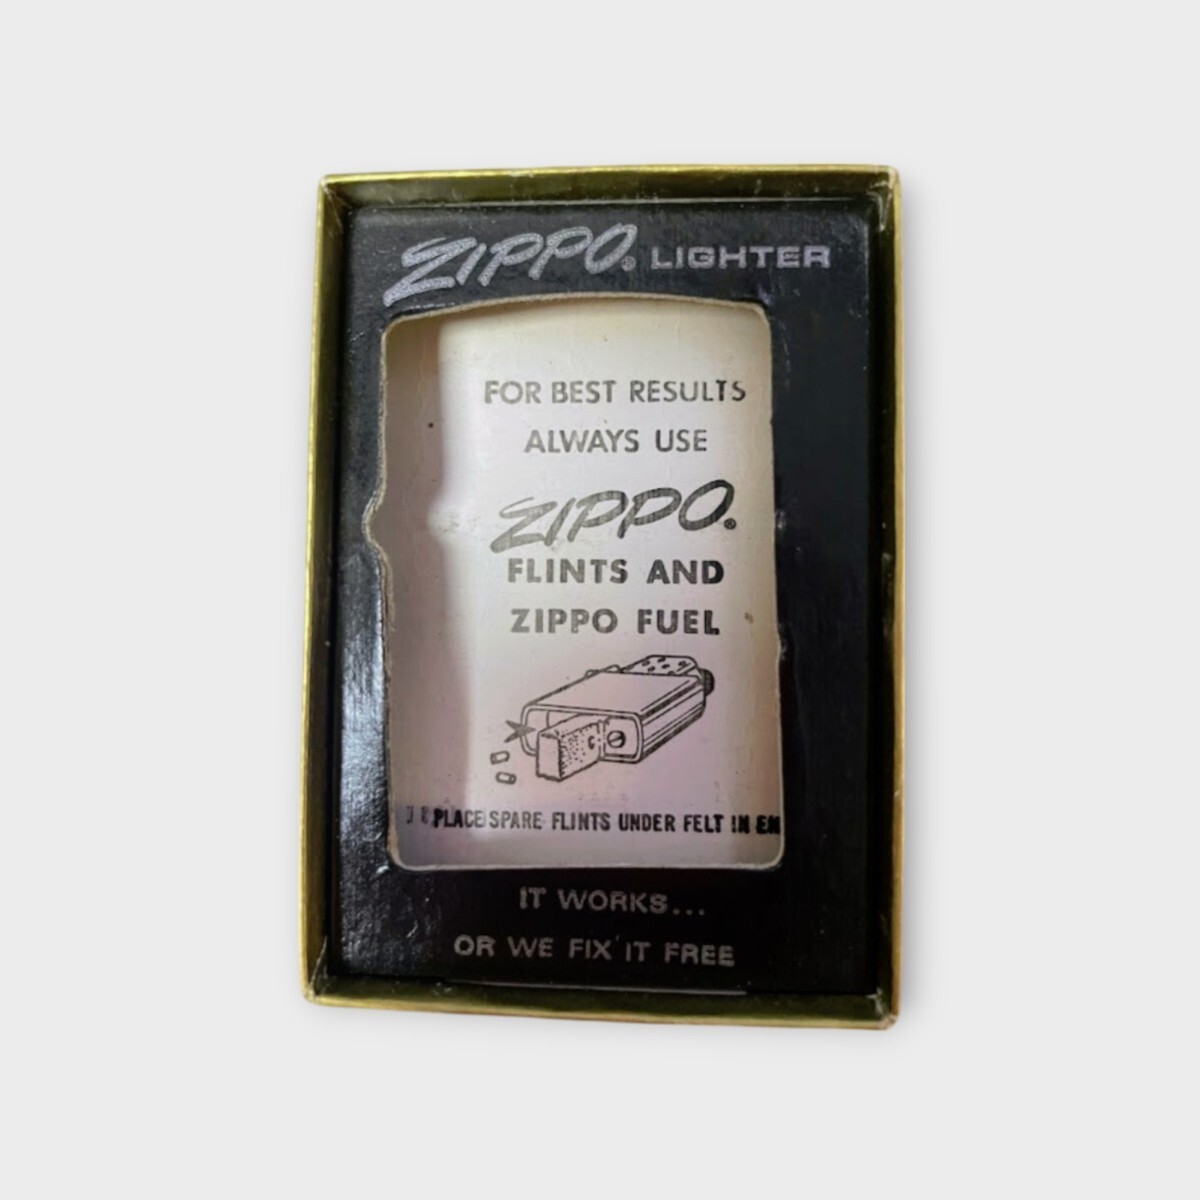 ZIPPO® LIGHTER
FOR BEST RESULTS
ALWAYS USE
ZIPPO®
FLINTS AND
ZIPPO FUEL
PLACE SPARE FLINTS UNDER FELT IN
IT WORKS...
OR WE FIX IT FREE